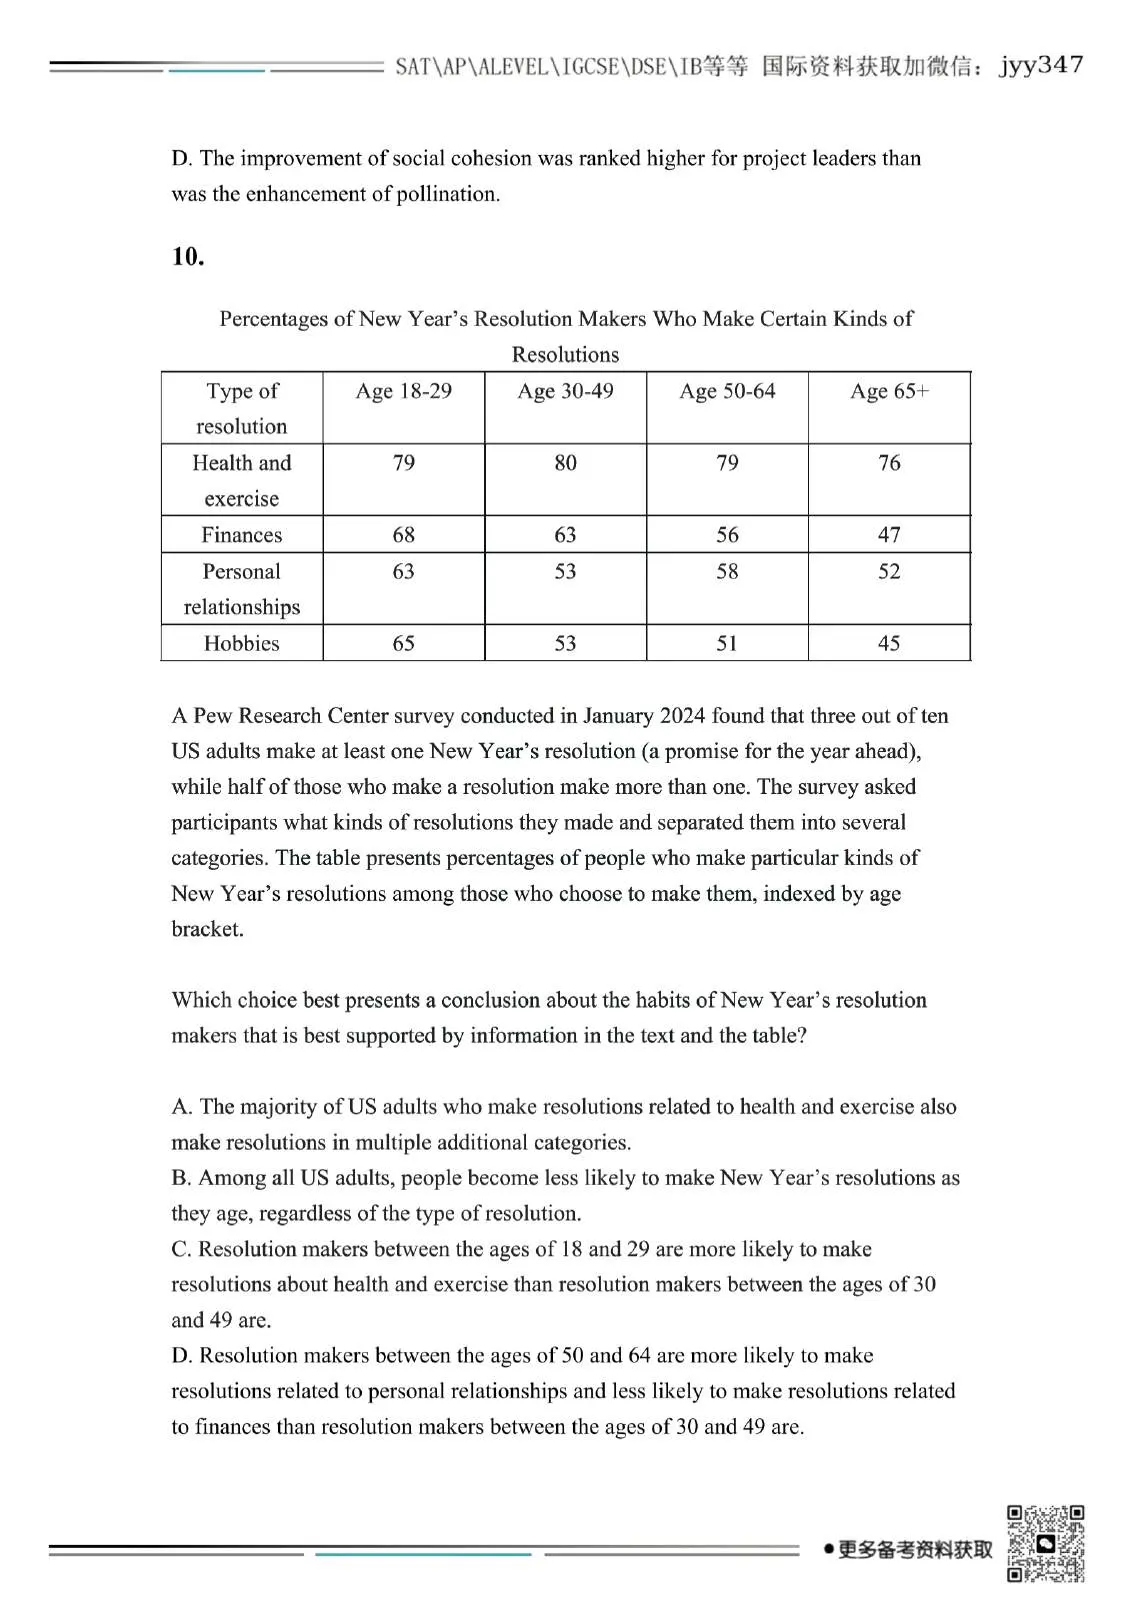 SAT\AP\ALEVEL\IGCSE\DSE\IB等等 国际资料获取加微信: jyy347
D. The improvement of social cohesion was ranked higher for project leaders than
was the enhancement of pollination.
10.
Percentages of New Year's Resolution Makers Who Make Certain Kinds of
Resolutions
Type of resolution Age 18-29 Age 30-49 Age 50-64 Age 65+
Health and exercise 79 80 79 76
Finances 68 63 56 47
Personal relationships 63 53 58 52
Hobbies 65 53 51 45
A Pew Research Center survey conducted in January 2024 found that three out of ten
US adults make at least one New Year's resolution (a promise for the year ahead),
while half of those who make a resolution make more than one. The survey asked
participants what kinds of resolutions they made and separated them into several
categories. The table presents percentages of people who make particular kinds of
New Year's resolutions among those who choose to make them, indexed by age
bracket.
Which choice best presents a conclusion about the habits of New Year's resolution
makers that is best supported by information in the text and the table?
A. The majority of US adults who make resolutions related to health and exercise also
make resolutions in multiple additional categories.
B. Among all US adults, people become less likely to make New Year's resolutions as
they age, regardless of the type of resolution.
C. Resolution makers between the ages of 18 and 29 are more likely to make
resolutions about health and exercise than resolution makers between the ages of 30
and 49 are.
D. Resolution makers between the ages of 50 and 64 are more likely to make
resolutions related to personal relationships and less likely to make resolutions related
to finances than resolution makers between the ages of 30 and 49 are.
●更多备考资料获取